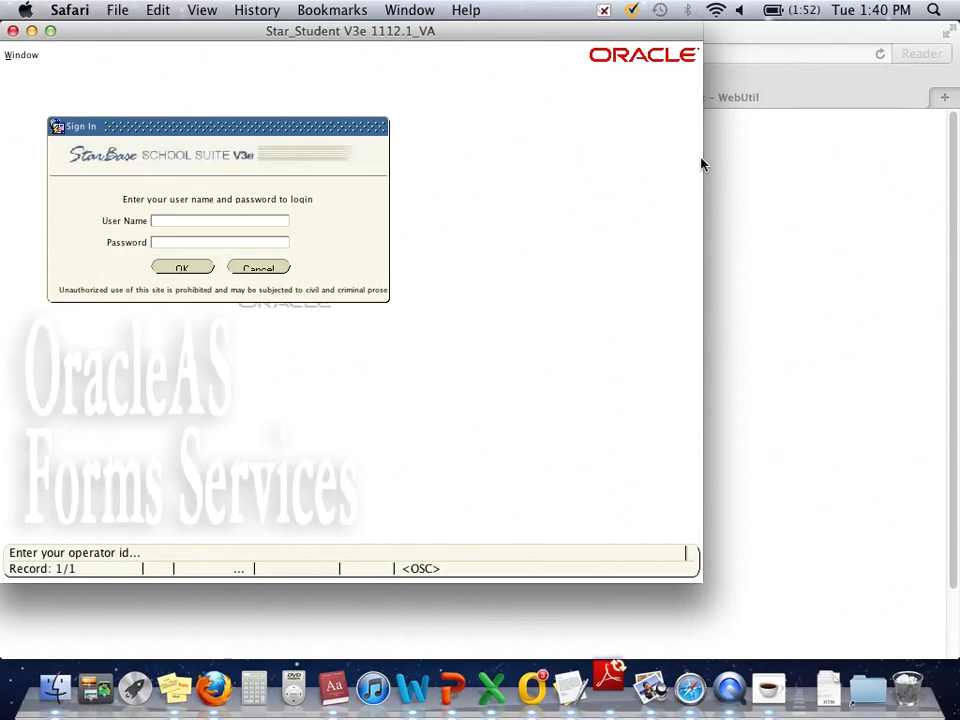 Safari File Edit View History Bookmarks Window Help (1:52) Tue 1:40 PM
Star_Student V3e 1112.1_VA
Window
ORACLE
Reader
- WebUtil
Sign In
StarBase SCHOOL SUITE V3e
Enter your user name and password to login
User Name
Password
OK Cancel
Unauthorized use of this site is prohibited and may be subjected to civil and criminal prose
ORACLE
OracleAS
Forms Services
Enter your operator id...
Record: 1/1 ... <OSC>
Aa
3